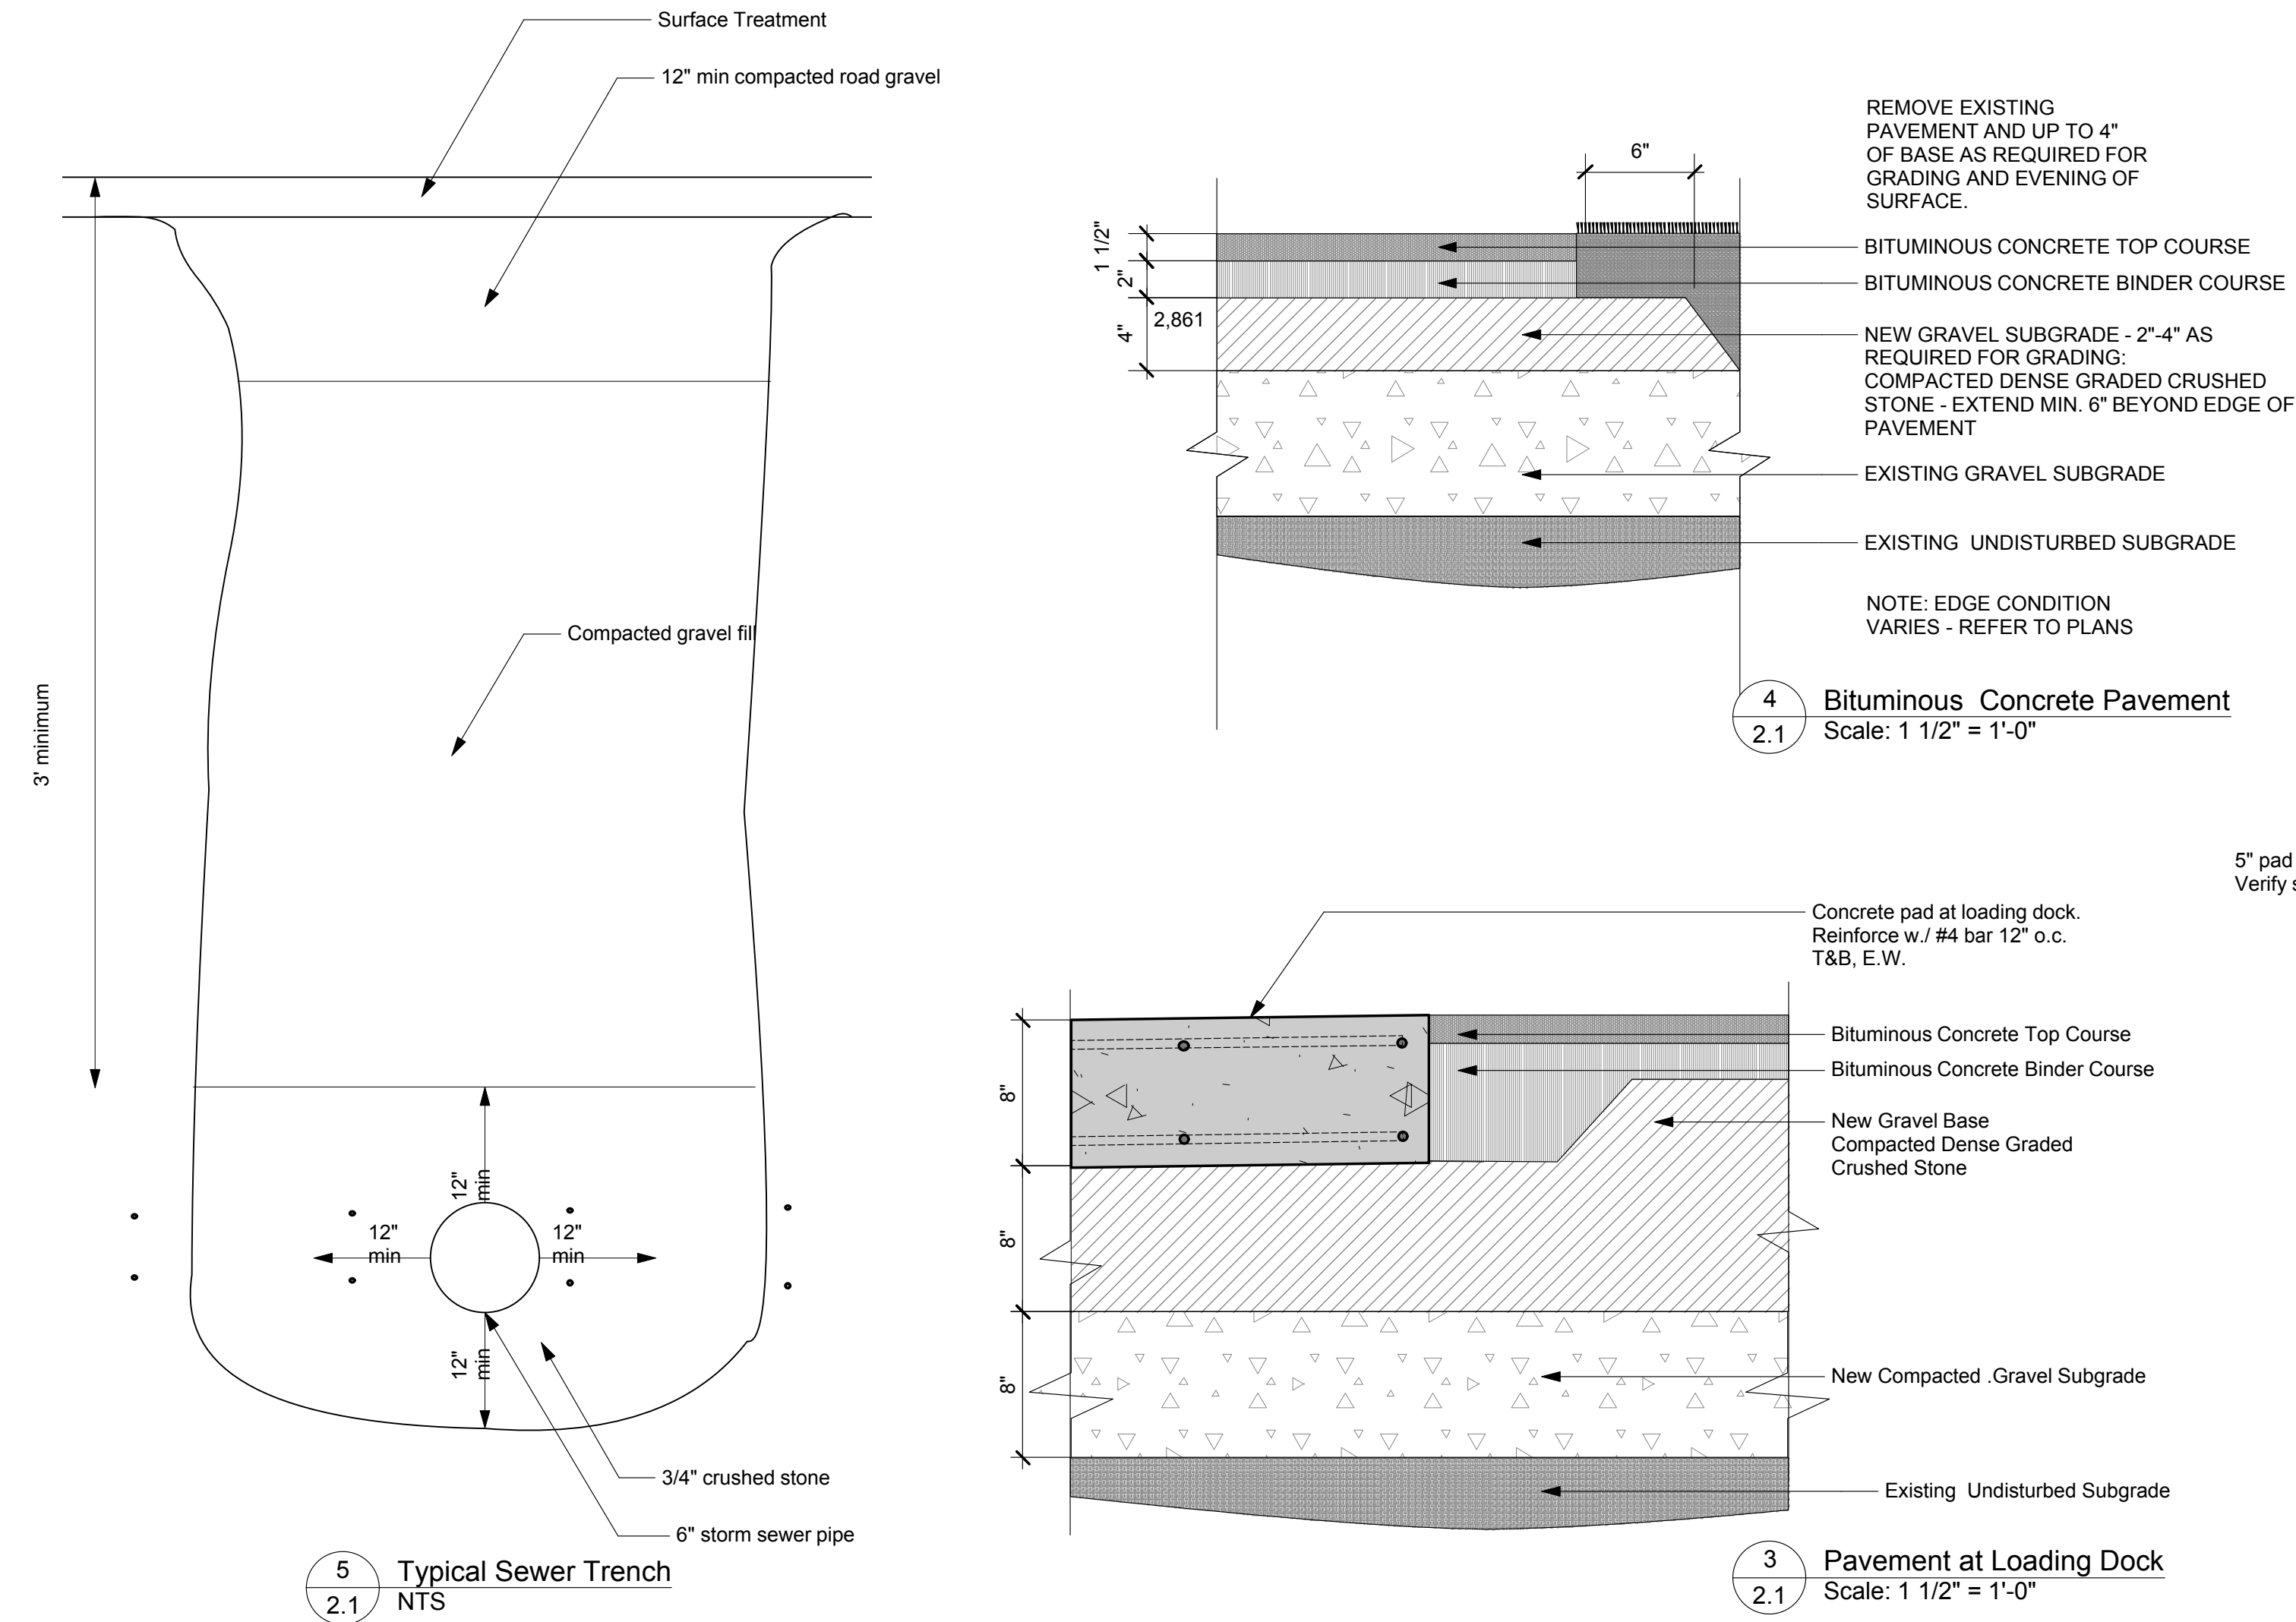 Surface Treatment
12" min compacted road gravel
3' minimum
Compacted gravel fill
12"
min
12"
min
12"
min
12"
min
3/4" crushed stone
6" storm sewer pipe
5
2.1
Typical Sewer Trench
NTS
REMOVE EXISTING
PAVEMENT AND UP TO 4"
OF BASE AS REQUIRED FOR
GRADING AND EVENING OF
SURFACE.
6"
1 1/2"
2"
4"
2,861
BITUMINOUS CONCRETE TOP COURSE
BITUMINOUS CONCRETE BINDER COURSE
NEW GRAVEL SUBGRADE - 2"-4" AS
REQUIRED FOR GRADING:
COMPACTED DENSE GRADED CRUSHED
STONE - EXTEND MIN. 6" BEYOND EDGE OF
PAVEMENT
EXISTING GRAVEL SUBGRADE
EXISTING  UNDISTURBED SUBGRADE
NOTE: EDGE CONDITION
VARIES - REFER TO PLANS
4
2.1
Bituminous  Concrete Pavement
Scale: 1 1/2" = 1'-0"
5" pad
Verify
Concrete pad at loading dock.
Reinforce w./ #4 bar 12" o.c.
T&B, E.W.
8"
8"
8"
Bituminous Concrete Top Course
Bituminous Concrete Binder Course
New Gravel Base
Compacted Dense Graded
Crushed Stone
New Compacted .Gravel Subgrade
Existing  Undisturbed Subgrade
3
2.1
Pavement at Loading Dock
Scale: 1 1/2" = 1'-0"